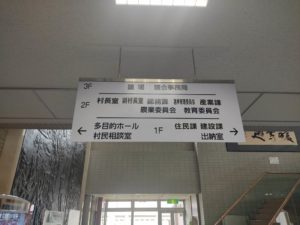 3F 議場 議会事務局
2F 村長室 副村長室 総務課 産業課
農業委員会 教育委員会
← 多目的ホール 1F 住民課 建設課 →
村民相談室 出納室